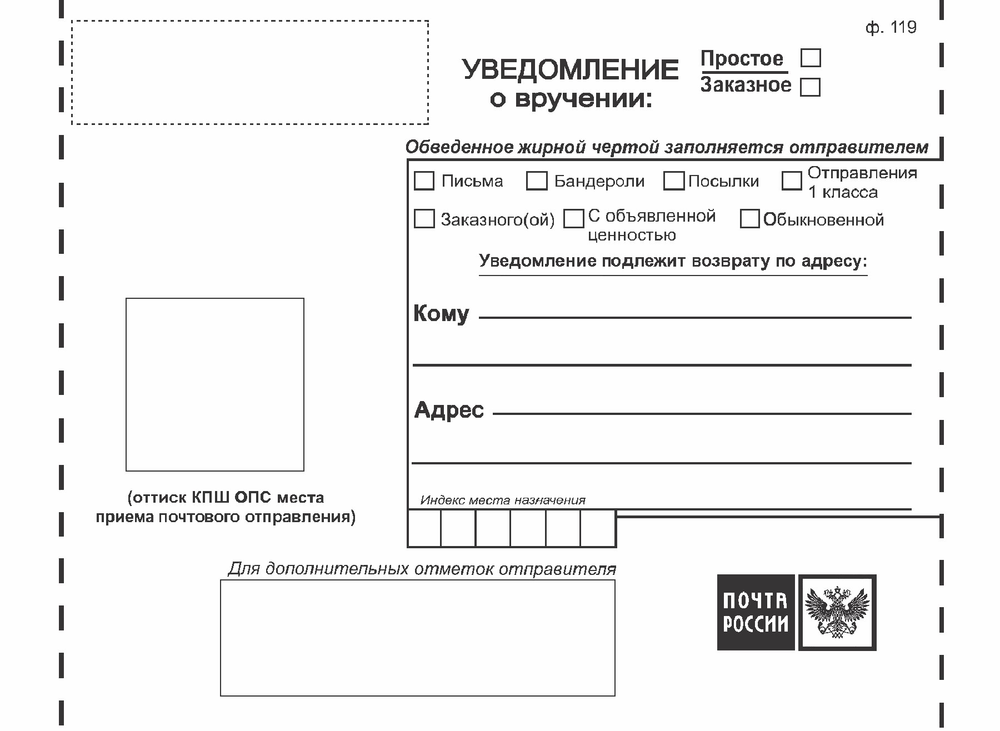 ф. 119
УВЕДОМЛЕНИЕ
о вручении:
Простое
Заказное
Обведенное жирной чертой заполняется отправителем
Письма Бандероли Посылки Отправления
1 класса
Заказного(ой) С объявленной Обыкновенной
ценностью
Уведомление подлежит возврату по адресу:
Кому
Адрес
(оттиск КПШ ОПС места
приема почтового отправления)
Индекс места назначения
Для дополнительных отметок отправителя
ПОЧТА
РОССИИ